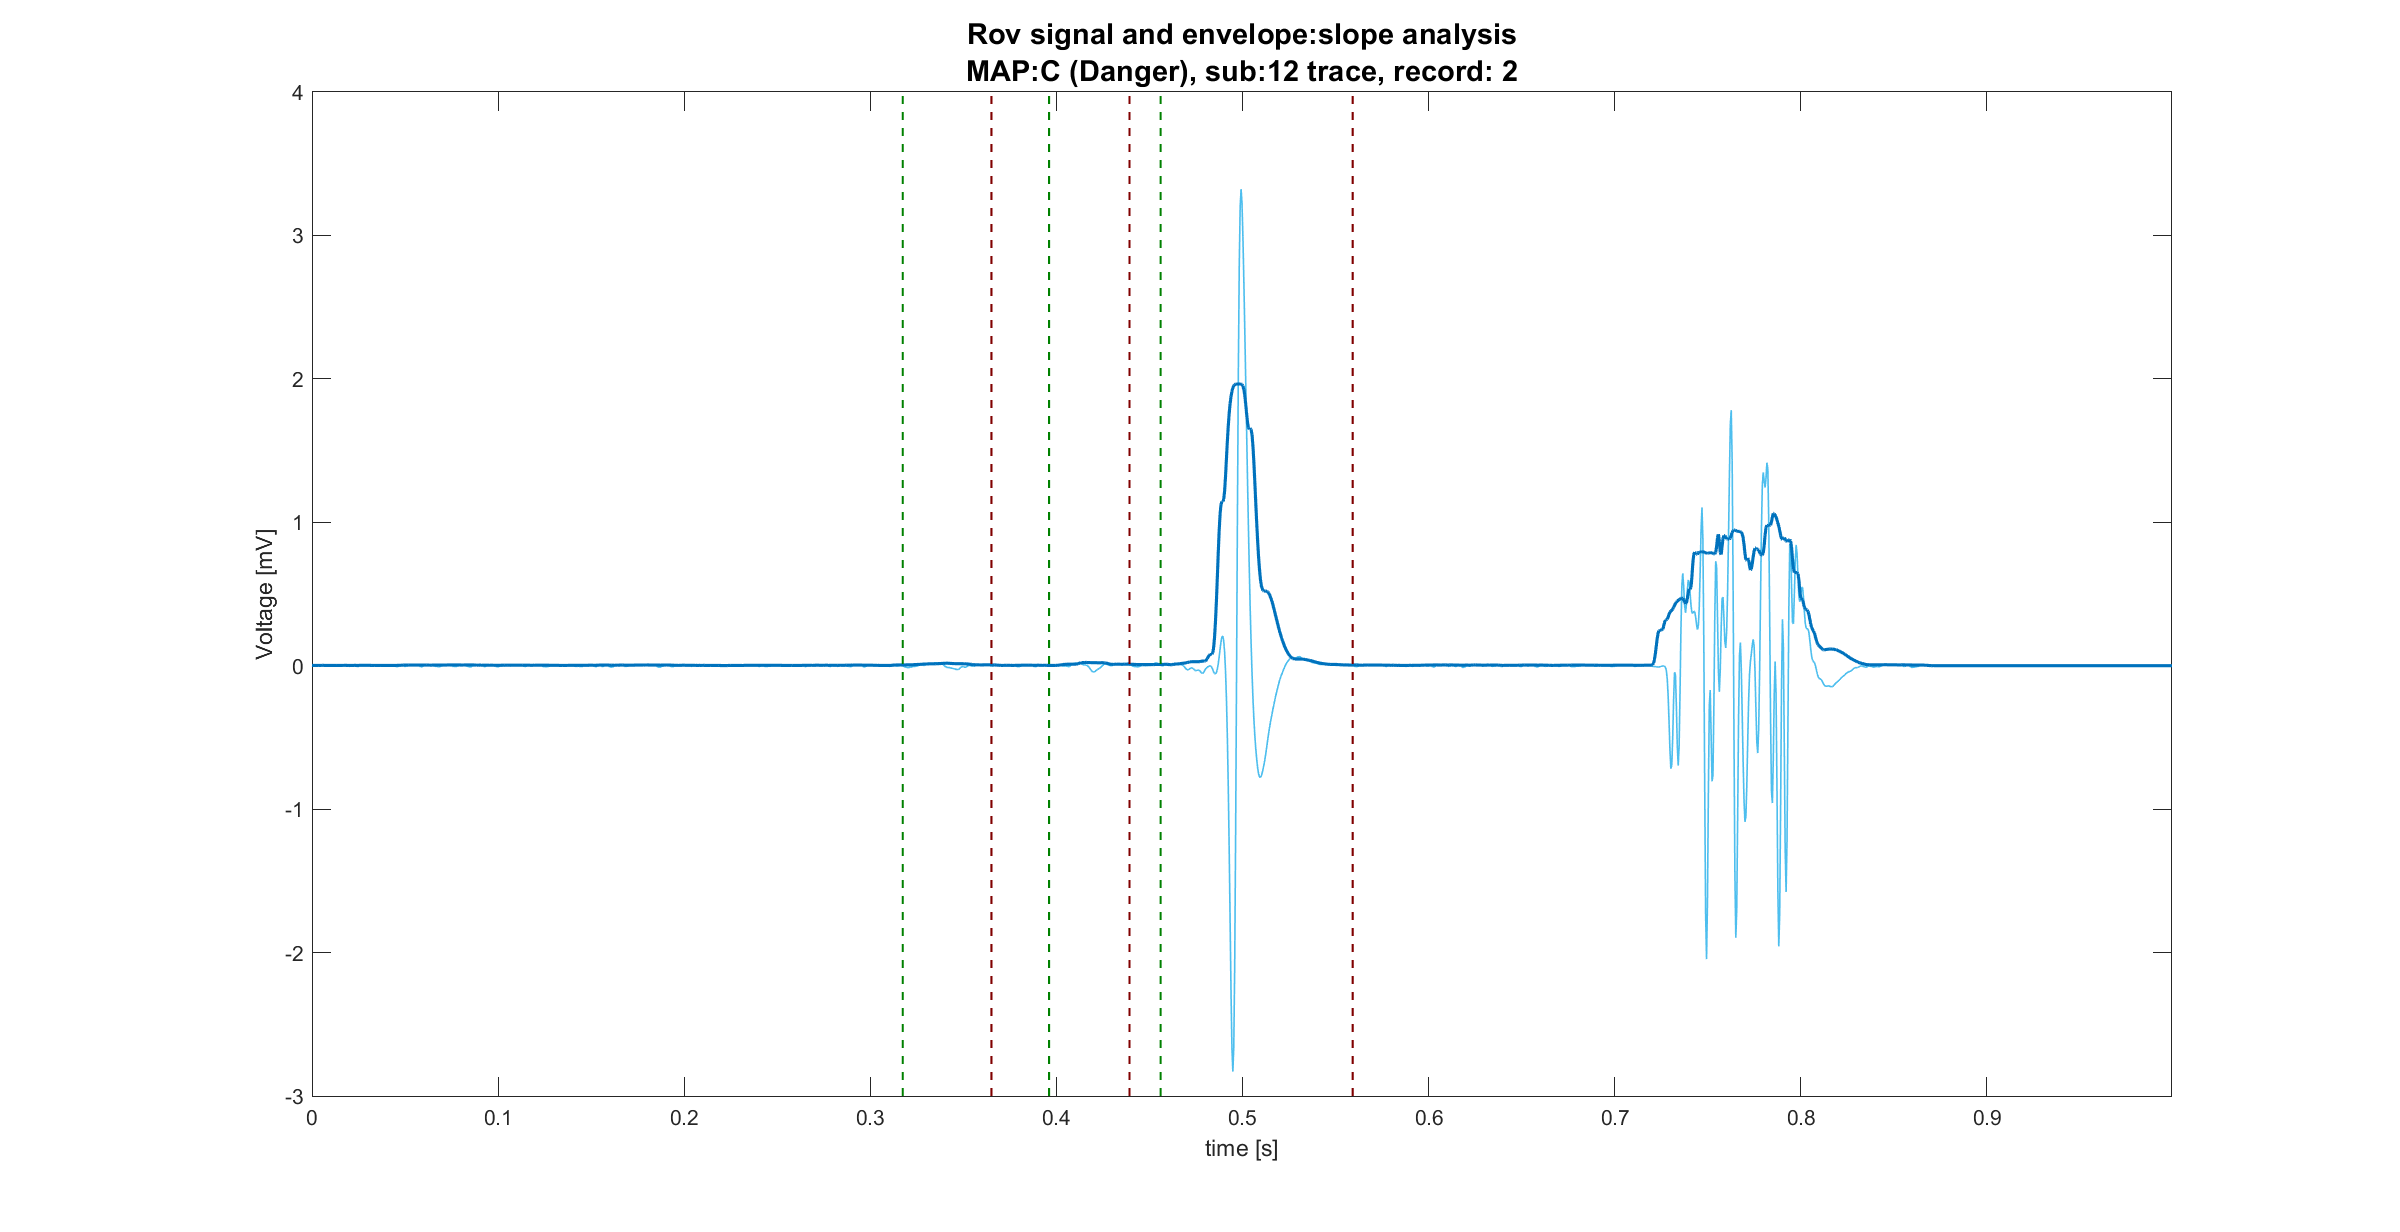 Rov signal and envelope:slope analysis
MAP:C (Danger), sub:12 trace, record: 2
4
3
2
1
0
-1
-2
-3
Voltage [mV]
0 0.1 0.2 0.3 0.4 0.5 0.6 0.7 0.8 0.9
time [s]